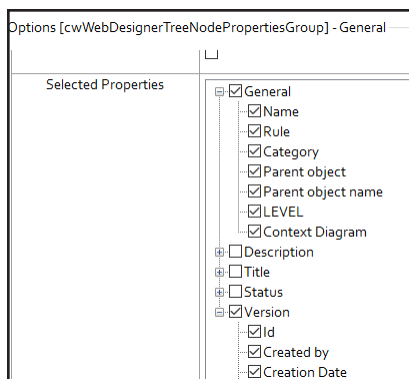 Options [cwWebDesignerTreeNodePropertiesGroup] - General
Selected Properties
General
Name
Rule
Category
Parent object
Parent object name
LEVEL
Context Diagram
Description
Title
Status
Version
Id
Created by
Creation Date